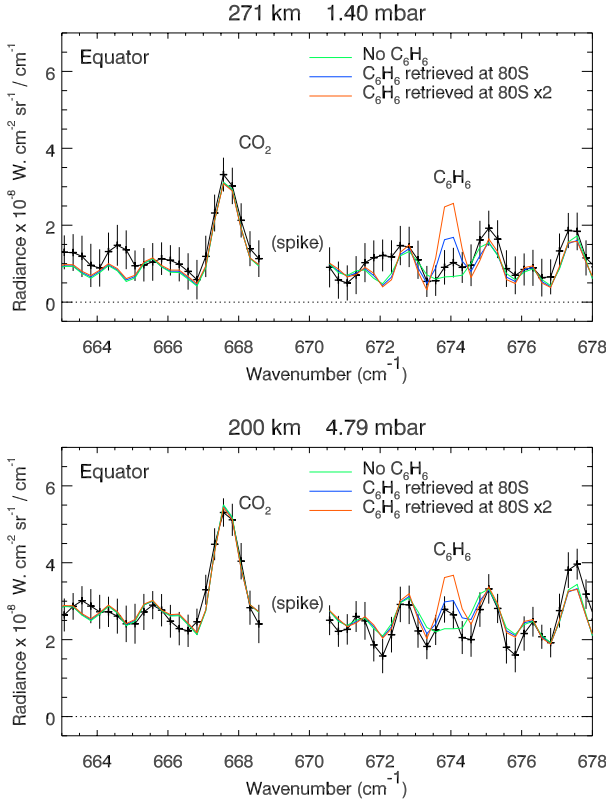 271 km 1.40 mbar
Equator
No C6H6
C6H6 retrieved at 80S
C6H6 retrieved at 80S x2
CO2
C6H6
(spike)
Radiance x 10-8 W. cm-2 sr-1 / cm-1
6
4
2
0
664 666 668 670 672 674 676 678
Wavenumber (cm-1)
200 km 4.79 mbar
Equator
No C6H6
C6H6 retrieved at 80S
C6H6 retrieved at 80S x2
CO2
C6H6
(spike)
Radiance x 10-8 W. cm-2 sr-1 / cm-1
6
4
2
0
664 666 668 670 672 674 676 678
Wavenumber (cm-1)